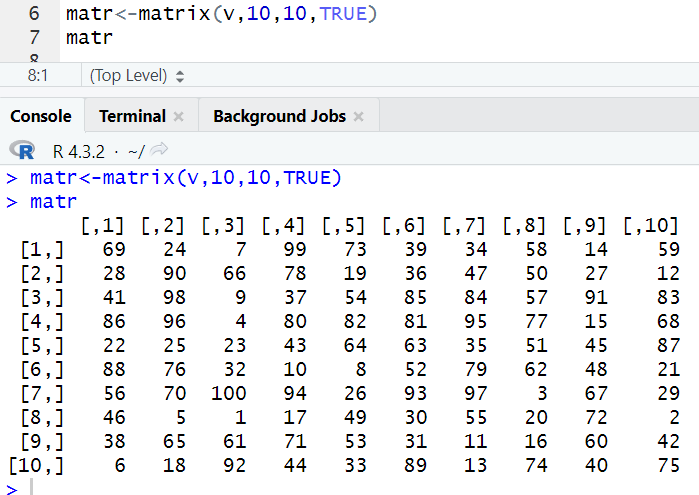 6 matr<-matrix(v,10,10,TRUE)
7 matr
8
8:1 (Top Level)
Console Terminal × Background Jobs ×
R R 4.3.2 · ~/
> matr<-matrix(v,10,10,TRUE)
> matr
[,1] [,2] [,3] [,4] [,5] [,6] [,7] [,8] [,9] [,10]
[1,] 69 24 7 99 73 39 34 58 14 59
[2,] 28 90 66 78 19 36 47 50 27 12
[3,] 41 98 9 37 54 85 84 57 91 83
[4,] 86 96 4 80 82 81 95 77 15 68
[5,] 22 25 23 43 64 63 35 51 45 87
[6,] 88 76 32 10 8 52 79 62 48 21
[7,] 56 70 100 94 26 93 97 3 67 29
[8,] 46 5 1 17 49 30 55 20 72 2
[9,] 38 65 61 71 53 31 11 16 60 42
[10,] 6 18 92 44 33 89 13 74 40 75
>